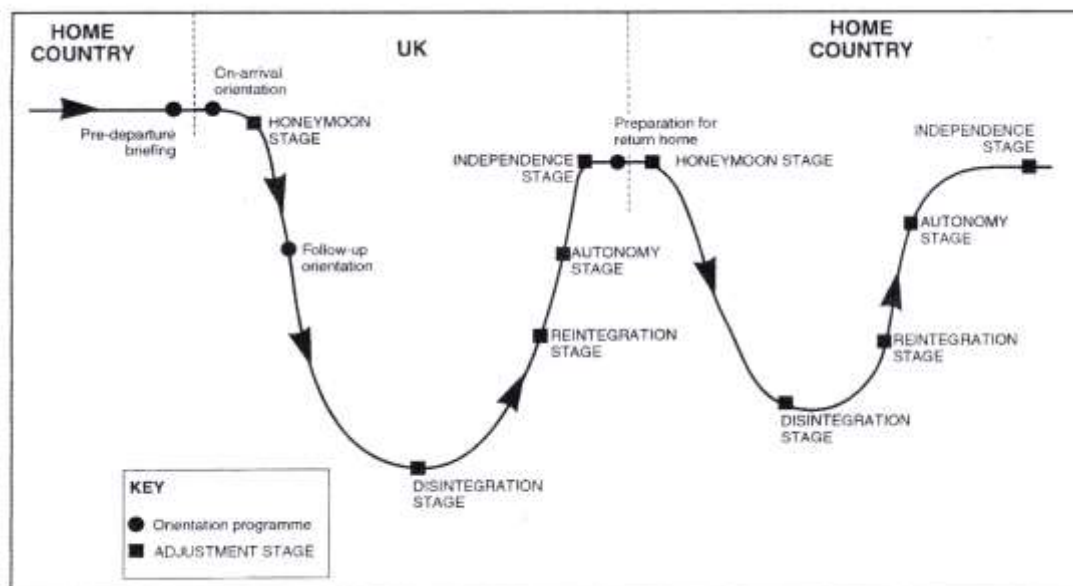 HOME
COUNTRY
UK
HOME
COUNTRY
On-arrival
orientation
Pre-departure
briefing
HONEYMOON
STAGE
Follow-up
orientation
DISINTEGRATION
STAGE
REINTEGRATION
STAGE
AUTONOMY
STAGE
INDEPENDENCE
STAGE
Preparation for
return home
HONEYMOON STAGE
DISINTEGRATION
STAGE
REINTEGRATION
STAGE
AUTONOMY
STAGE
INDEPENDENCE
STAGE
KEY
Orientation programme
ADJUSTMENT STAGE